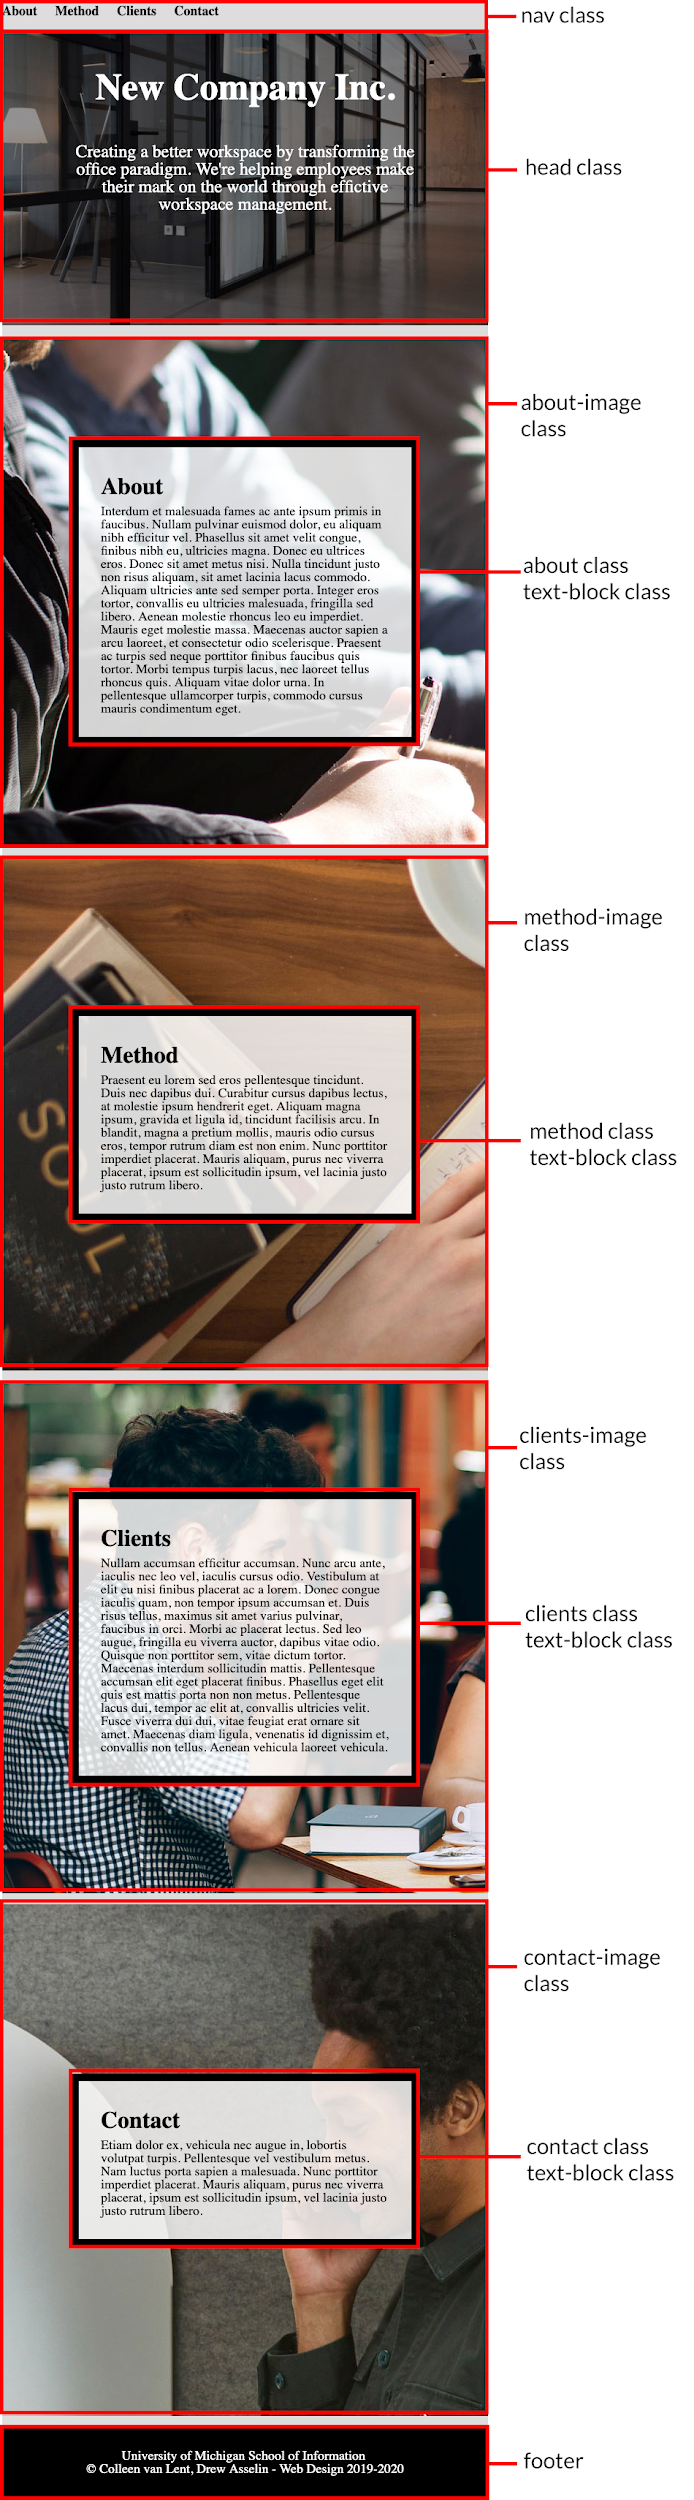 About Method Clients Contact
nav class
New Company Inc.
Creating a better workspace by transforming the
office paradigm. We're helping employees make
their mark on the world through effictive
workspace management.
head class
about-image
class
About
Interdum et malesuada fames ac ante ipsum primis in
faucibus. Nullam pulvinar euismod dolor, eu aliquam
nibh efficitur vel. Phasellus sit amet velit congue,
finibus nibh eu, ultricies magna. Donec eu ultrices
eros. Donec sit amet metus nisi. Nulla tincidunt justo
non risus aliquam, sit amet lacinia lacus commodo.
Aliquam ultricies ante sed semper porta. Integer eros
tortor, convallis eu ultricies malesuada, fringilla sed
libero. Aenean molestie rhoncus leo eu imperdiet.
Mauris eget molestie massa. Maecenas auctor sapien a
arcu laoreet, et consectetur odio scelerisque. Praesent
ac turpis sed neque porttitor finibus faucibus quis
tortor. Morbi tempus turpis lacus, nec laoreet tellus
rhoncus quis. Aliquam vitae dolor urna. In
pellentesque ullamcorper turpis, commodo cursus
mauris condimentum eget.
about class
text-block class
method-image
class
SOUL
Method
Praesent eu lorem sed eros pellentesque tincidunt.
Duis nec dapibus dui. Curabitur cursus dapibus lectus,
at molestie ipsum hendrerit eget. Aliquam magna
ipsum, gravida et ligula id, tincidunt facilisis arcu. In
blandit, magna a pretium mollis, mauris odio cursus
eros, tempor rutrum diam est non enim. Nunc porttitor
imperdiet placerat. Mauris aliquam, purus nec viverra
placerat, ipsum est sollicitudin ipsum, vel lacinia justo
justo rutrum libero.
method class
text-block class
clients-image
class
Clients
Nullam accumsan efficitur accumsan. Nunc arcu ante,
iaculis nec leo vel, iaculis cursus odio. Vestibulum at
elit eu nisi finibus placerat ac a lorem. Donec congue
iaculis quam, non tempor ipsum accumsan et. Duis
risus tellus, maximus sit amet varius pulvinar,
faucibus in orci. Morbi ac placerat lectus. Sed leo
augue, fringilla eu viverra auctor, dapibus vitae odio.
Quisque non porttitor sem, vitae dictum tortor.
Maecenas interdum sollicitudin mattis. Pellentesque
accumsan elit eget placerat finibus. Phasellus eget elit
quis est mattis porta non non metus. Pellentesque
lacus dui, tempor ac elit at, convallis ultricies velit.
Fusce viverra dui dui, vitae feugiat erat ornare sit
amet. Maecenas diam ligula, venenatis id dignissim et,
convallis non tellus. Aenean vehicula laoreet vehicula.
clients class
text-block class
contact-image
class
Contact
Etiam dolor ex, vehicula nec augue in, lobortis
volutpat turpis. Pellentesque vel vestibulum metus.
Nam luctus porta sapien a malesuada. Nunc porttitor
imperdiet placerat. Mauris aliquam, purus nec viverra
placerat, ipsum est sollicitudin ipsum, vel lacinia justo
justo rutrum libero.
contact class
text-block class
University of Michigan School of Information
© Colleen van Lent, Drew Asselin - Web Design 2019-2020
footer